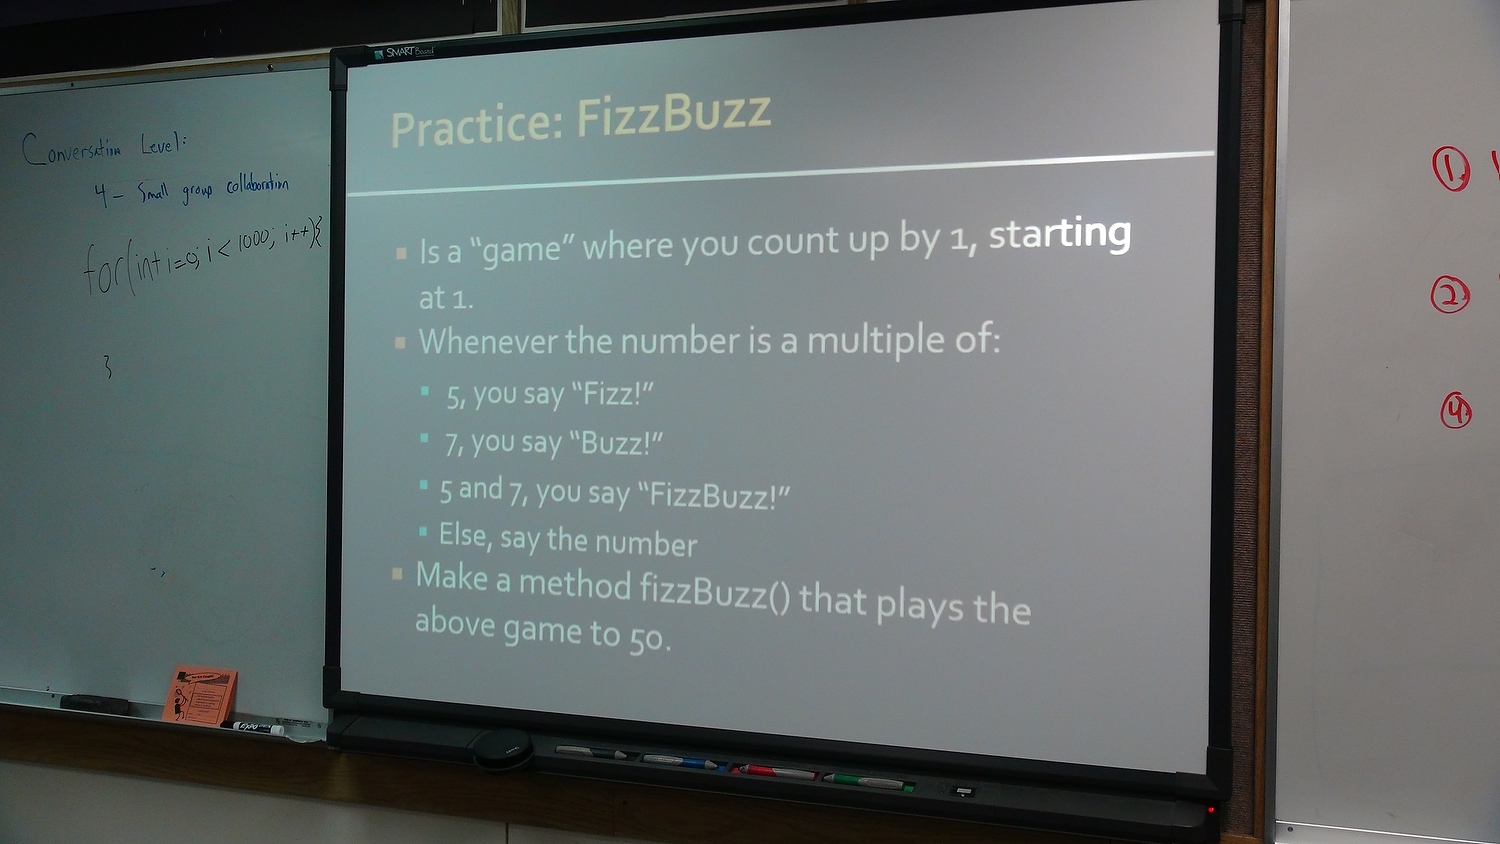 Conversation Level:
4 – Small group collaboration
for(int i=0; i < 1000; i++){
}
SMART Board
Practice: FizzBuzz
Is a “game” where you count up by 1, starting
at 1.
Whenever the number is a multiple of:
5, you say “Fizz!”
7, you say “Buzz!”
5 and 7, you say “FizzBuzz!”
Else, say the number
Make a method fizzBuzz() that plays the
above game to 50.
1
2
4
EXPO